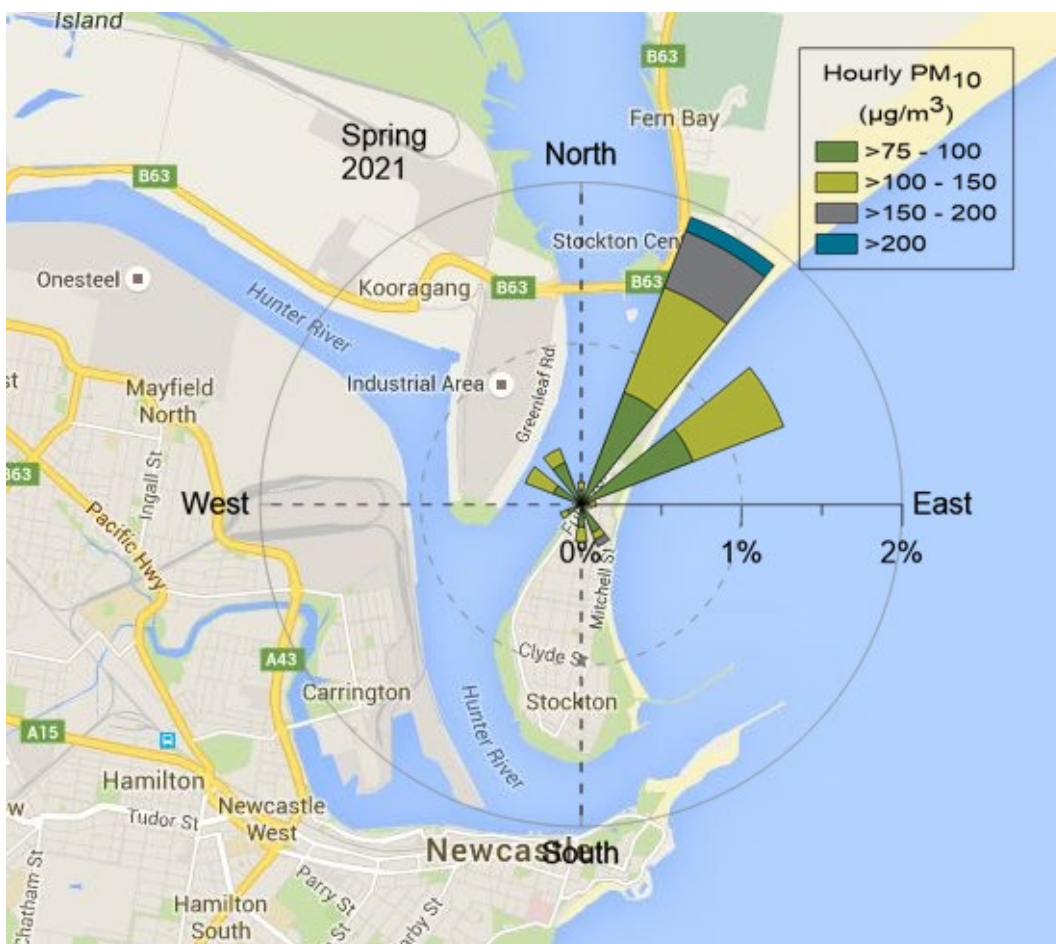 Island
B63
Hourly PM10
(µg/m3)
>75 - 100
>100 - 150
>150 - 200
>200
Fern Bay
Spring
2021
North
B63
Stockton Cen
Onesteel
Kooragang
B63
B63
Hunter River
Industrial Area
Greenleaf Rd
st
Mayfield
North
Ingall St
B63
West
East
Pacific Hwy
0%
1%
2%
Mitchell St
Clyde St
A43
Carrington
Stockton
Hunter River
A15
Hamilton
Newcastle
West
Tudor St
Newcastle
South
Parry St
Chatham St
Hamilton
South